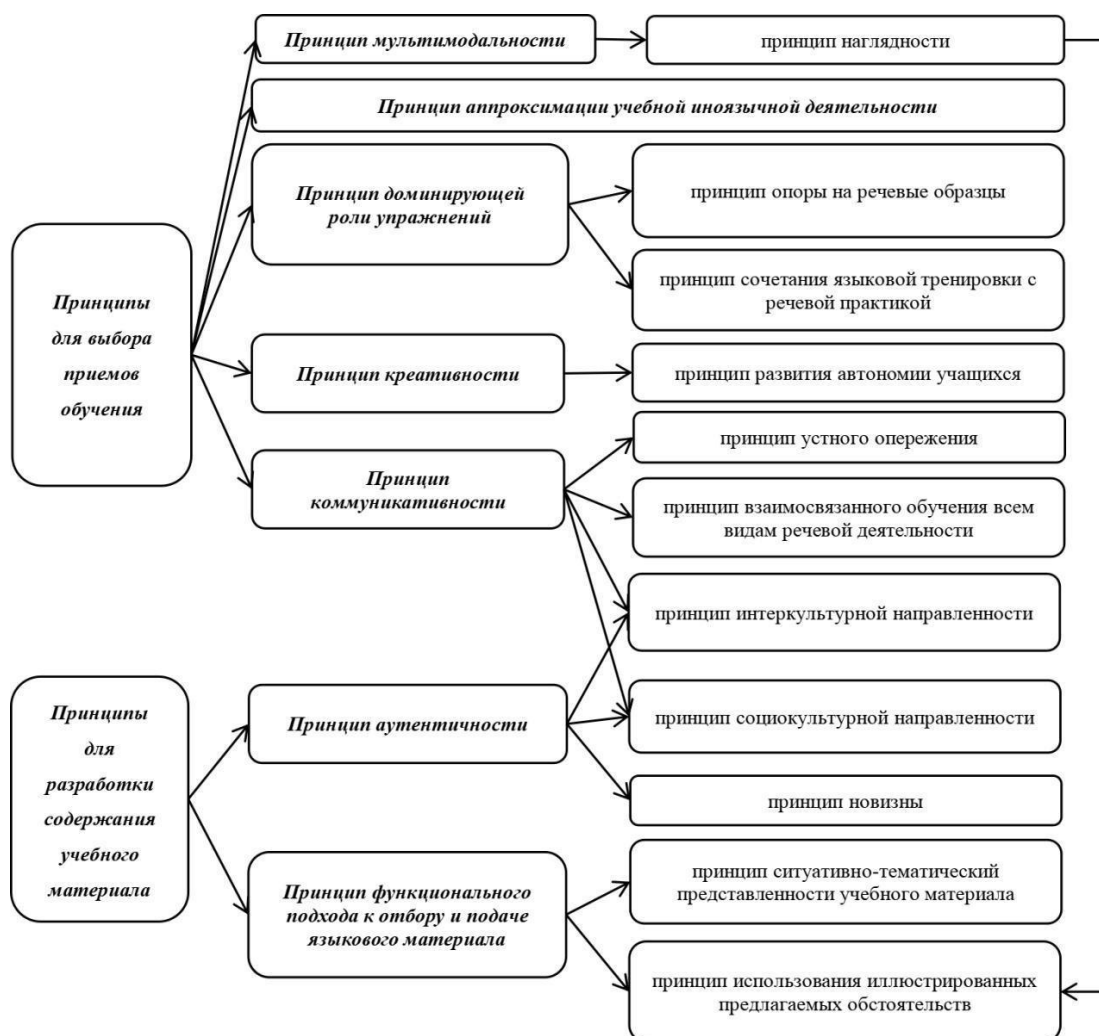 Принцип мультимодальности
принцип наглядности
Принцип аппроксимации учебной иноязычной деятельности
Принцип доминирующей
роли упражнений
принцип опоры на речевые образцы
принцип сочетания языковой тренировки с
речевой практикой
Принципы
для выбора
приемов
обучения
Принцип креативности
принцип развития автономии учащихся
Принцип
коммуникативности
принцип устного опережения
принцип взаимосвязанного обучения всем
видам речевой деятельности
принцип интеркультурной направленности
Принципы
для
разработки
содержания
учебного
материала
Принцип аутентичности
принцип социокультурной направленности
принцип новизны
Принцип функционального
подхода к отбору и подаче
языкового материала
принцип ситуативно-тематический
представленности учебного материала
принцип использования иллюстрированных
предлагаемых обстоятельств